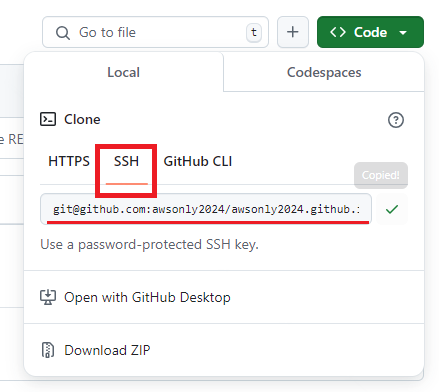 Go to file
t
Code
Local
Codespaces
Clone
e RE
HTTPS
SSH
GitHub CLI
Copied!
git@github.com:awsonly2024/awsonly2024.github.
Use a password-protected SSH key.
Open with GitHub Desktop
Download ZIP